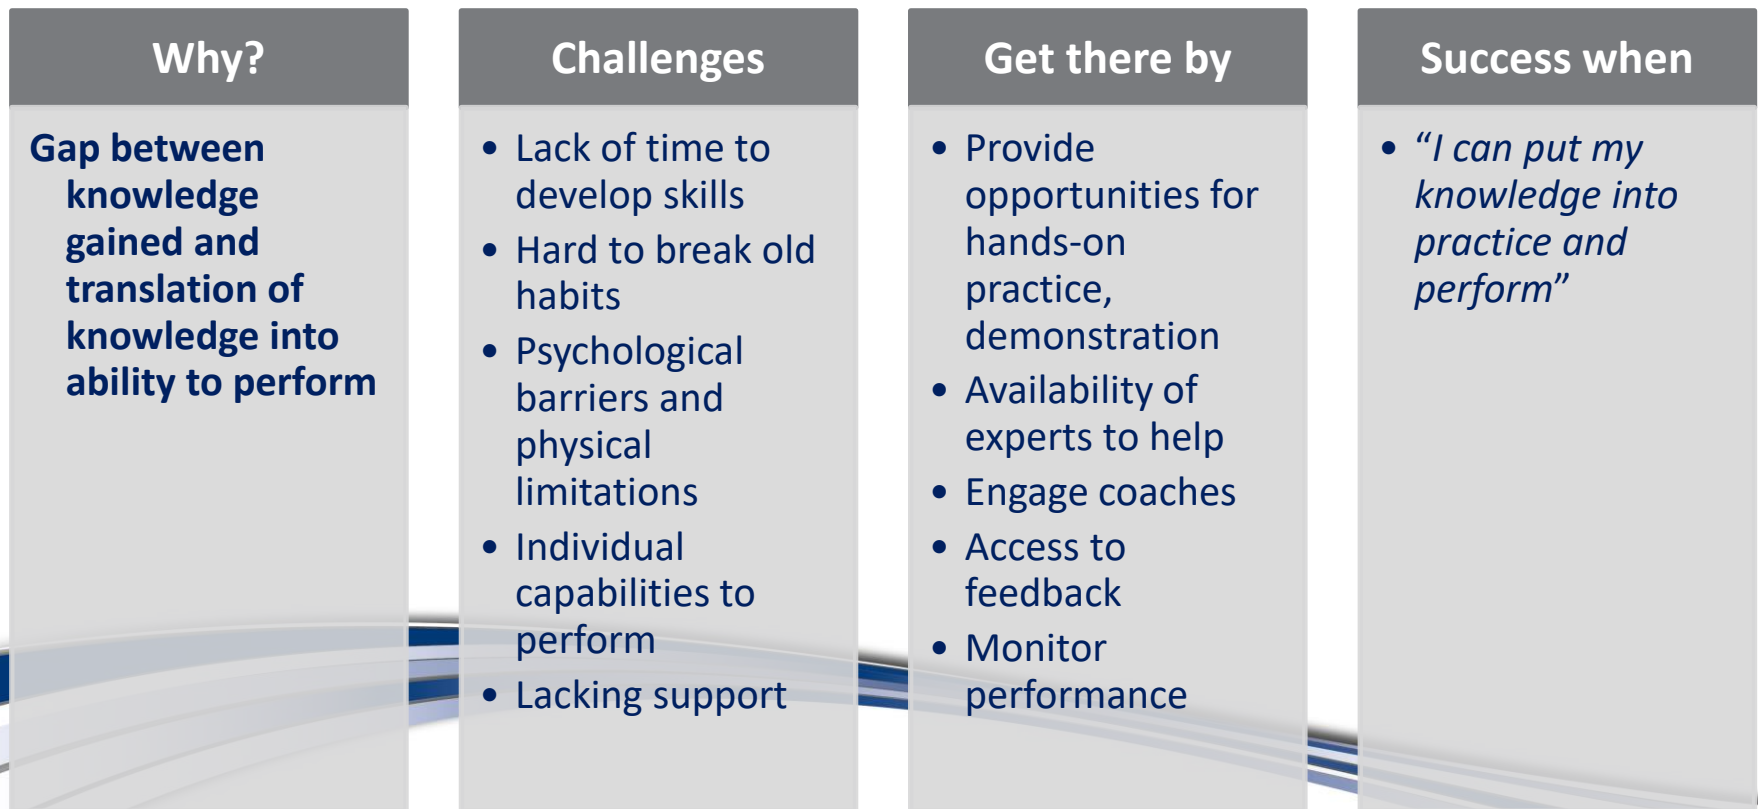 Why?
Gap between
knowledge
gained and
translation of
knowledge into
ability to perform
Challenges
• Lack of time to
develop skills
• Hard to break old
habits
• Psychological
barriers and
physical
limitations
• Individual
capabilities to
perform
• Lacking support
Get there by
• Provide
opportunities for
hands-on
practice,
demonstration
• Availability of
experts to help
• Engage coaches
• Access to
feedback
• Monitor
performance
Success when
• “I can put my
knowledge into
practice and
perform”